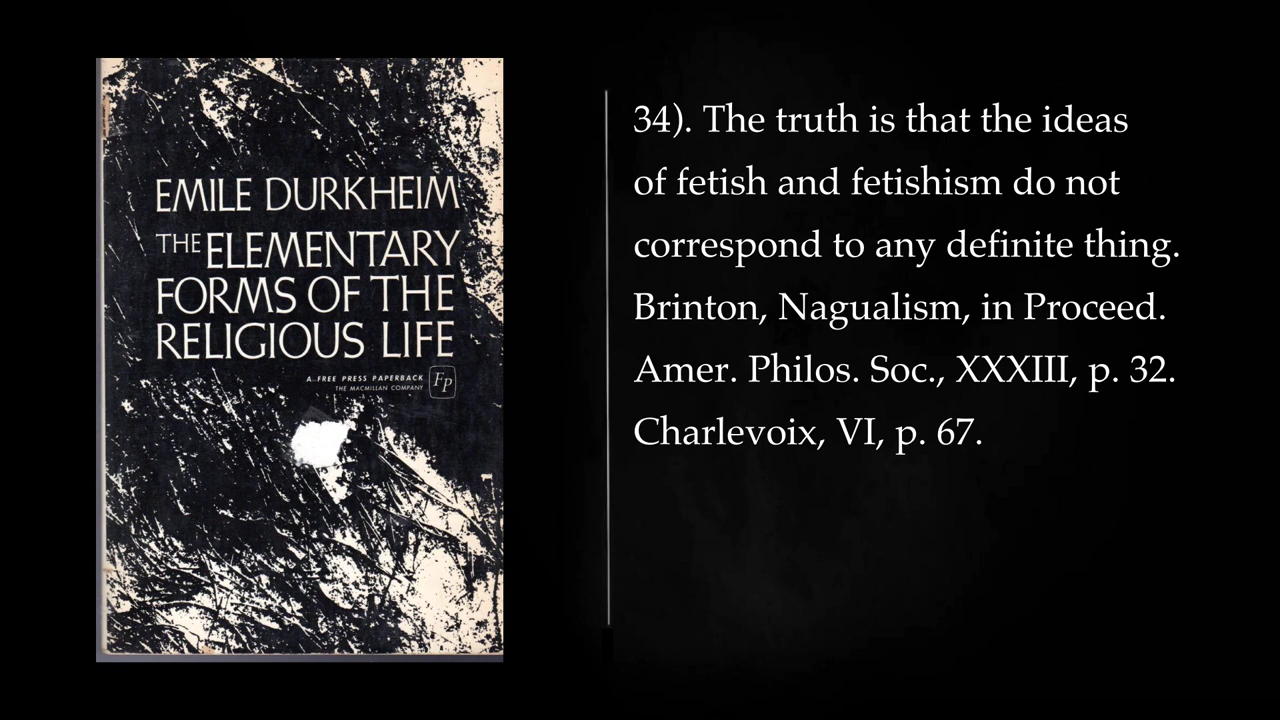 EMILE DURKHEIM
THE ELEMENTARY
FORMS OF THE
RELIGIOUS LIFE
A FREE PRESS PAPERBACK
THE MACMILLAN COMPANY
Fp
34). The truth is that the ideas
of fetish and fetishism do not
correspond to any definite thing.
Brinton, Nagualism, in Proceed.
Amer. Philos. Soc., XXXIII, p. 32.
Charlevoix, VI, p. 67.